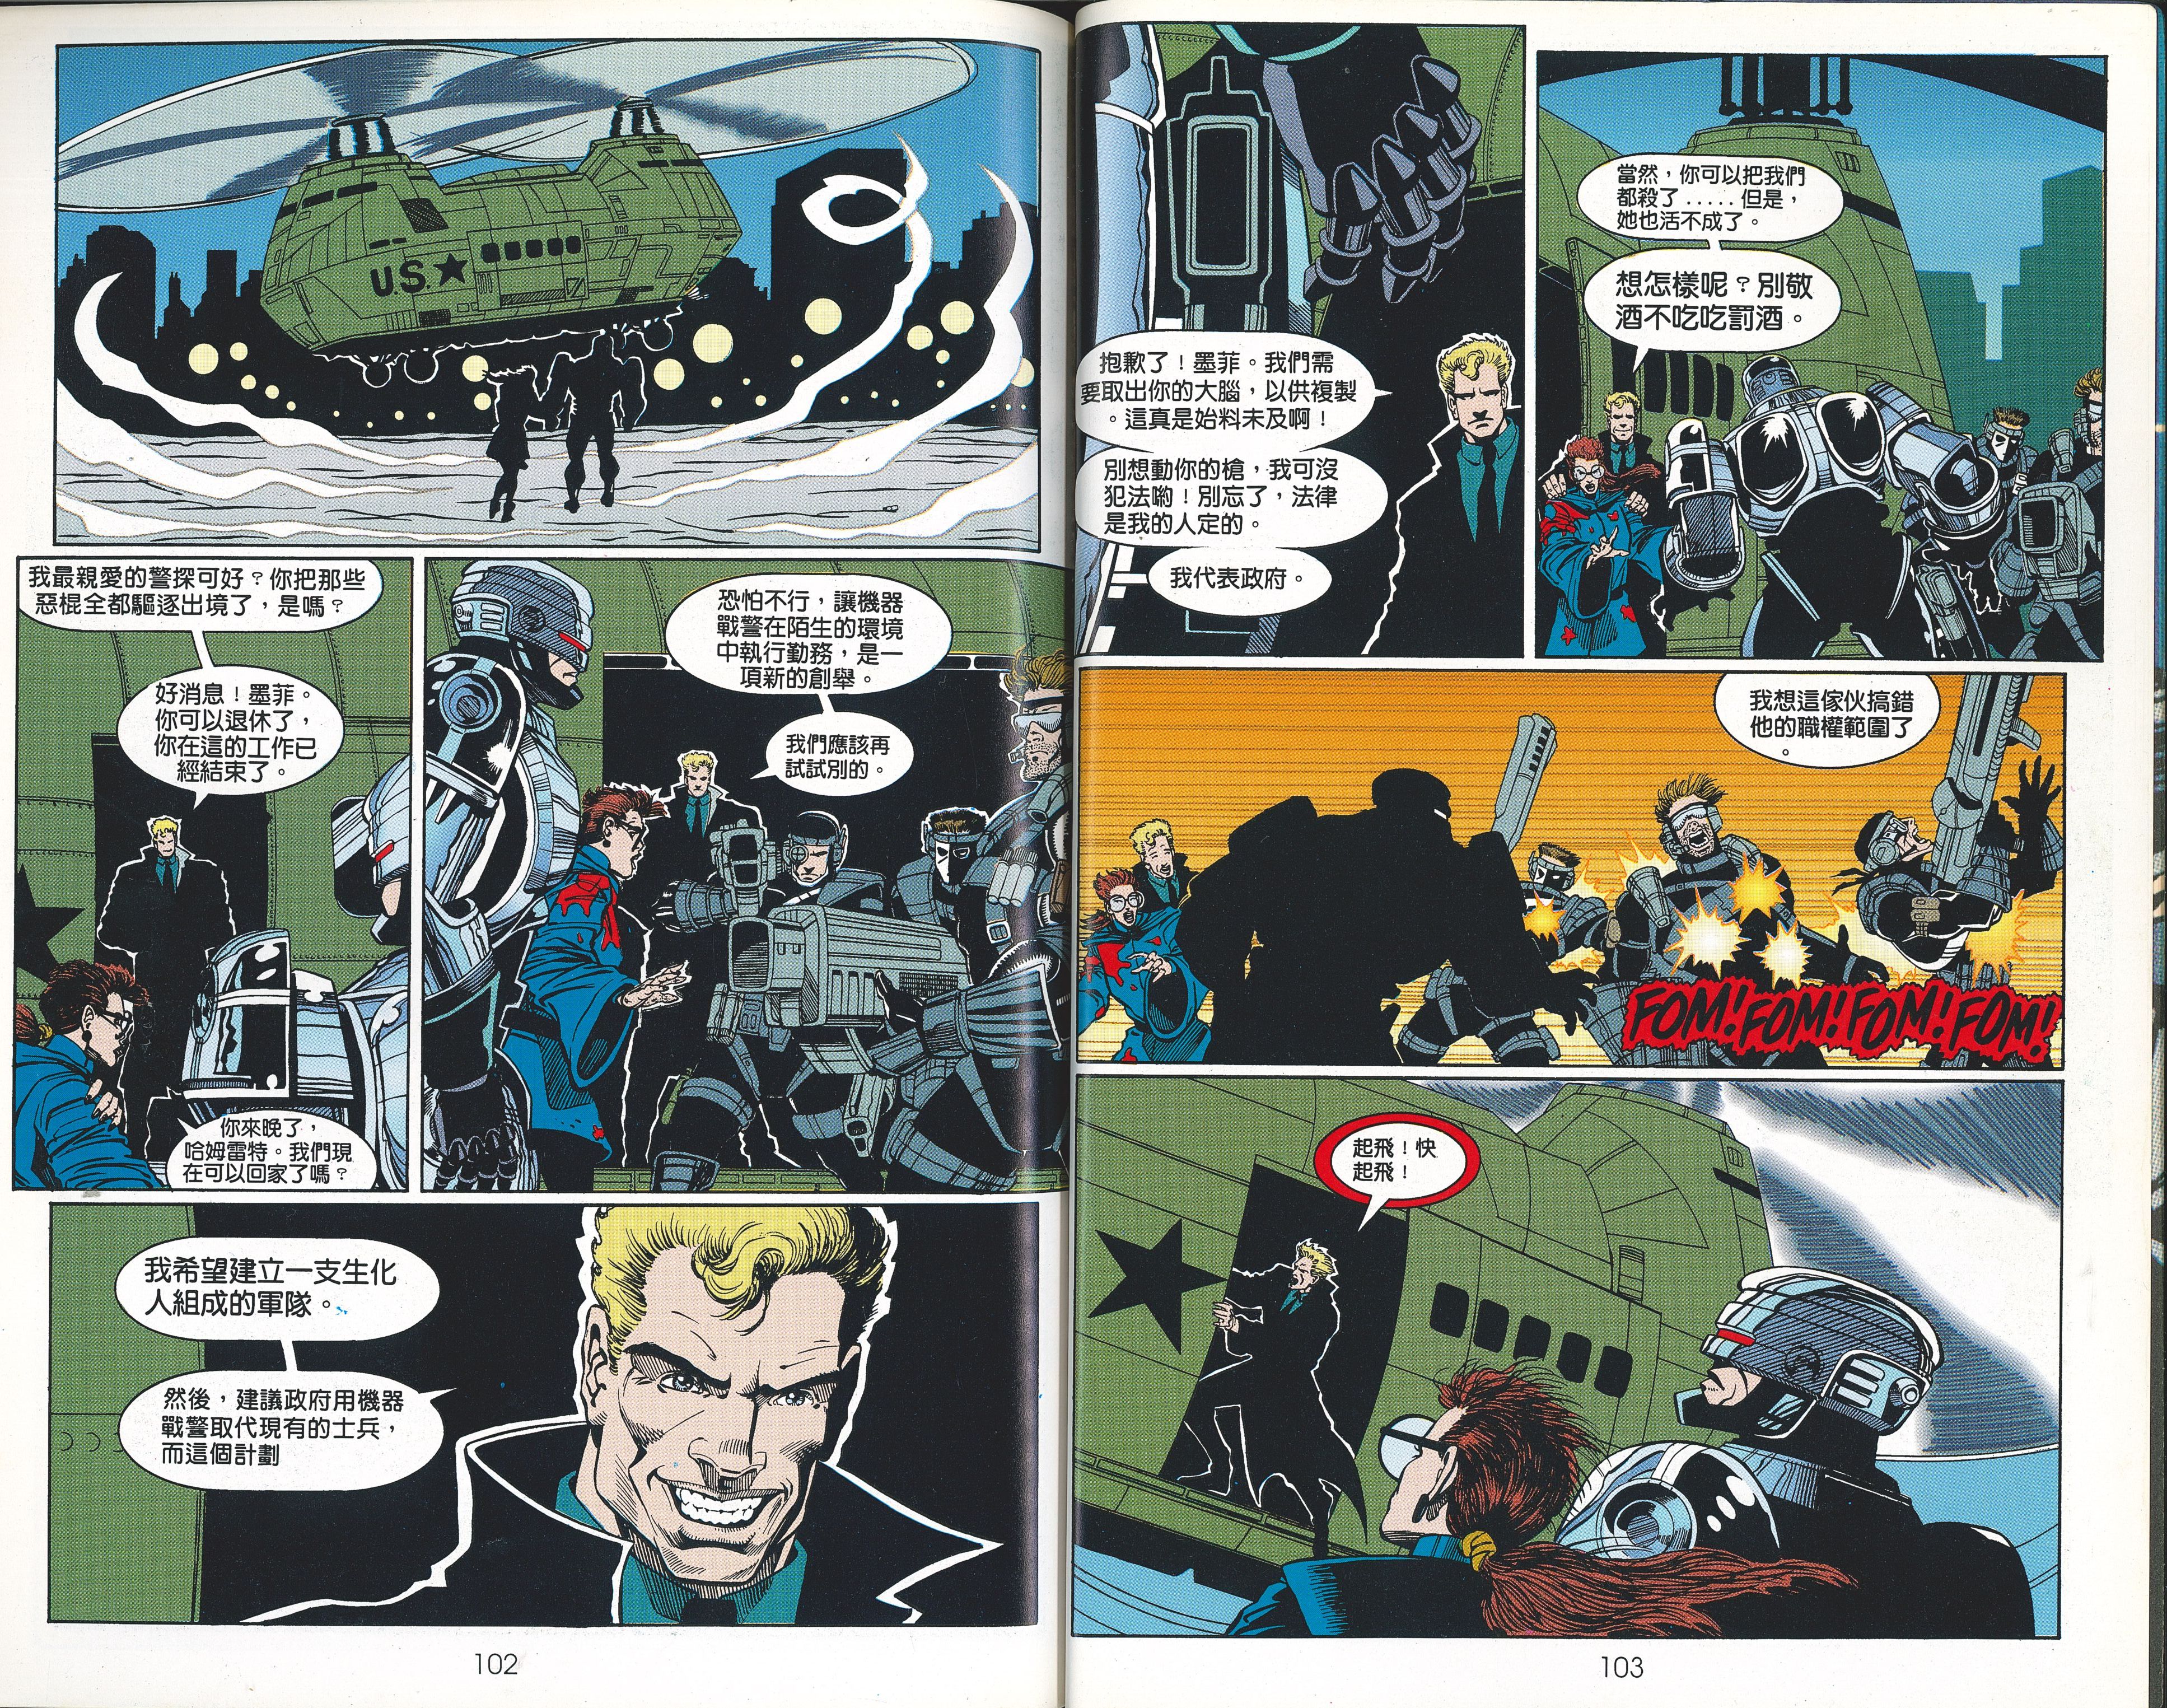 U.S.★
我最親愛的警探可好？你把那些
惡棍全都驅逐出境了，是嗎？
好消息！墨菲。
你可以退休了，
你在這的工作已
經結束了。
你來晚了，
哈姆雷特。我們現
在可以回家了嗎？
恐怕不行，讓機器
戰警在陌生的環境
中執行勤務，是一
項新的創舉。
我們應該再
試試別的。
我希望建立一支生化
人組成的軍隊。
然後，建議政府用機器
戰警取代現有的士兵，
而這個計劃
102
抱歉了！墨菲。我們需
要取出你的大腦，以供複製
。這真是始料未及啊！
別想動你的槍，我可沒
犯法喲！別忘了，法律
是我的人定的。
我代表政府。
當然，你可以把我們
都殺了．．．．．但是，
她也活不成了。
想怎樣呢？別敬
酒不吃吃罰酒。
我想這傢伙搞錯
他的職權範圍了
。
FOM! FOM! FOM! FOM!
起飛！快
起飛！
103